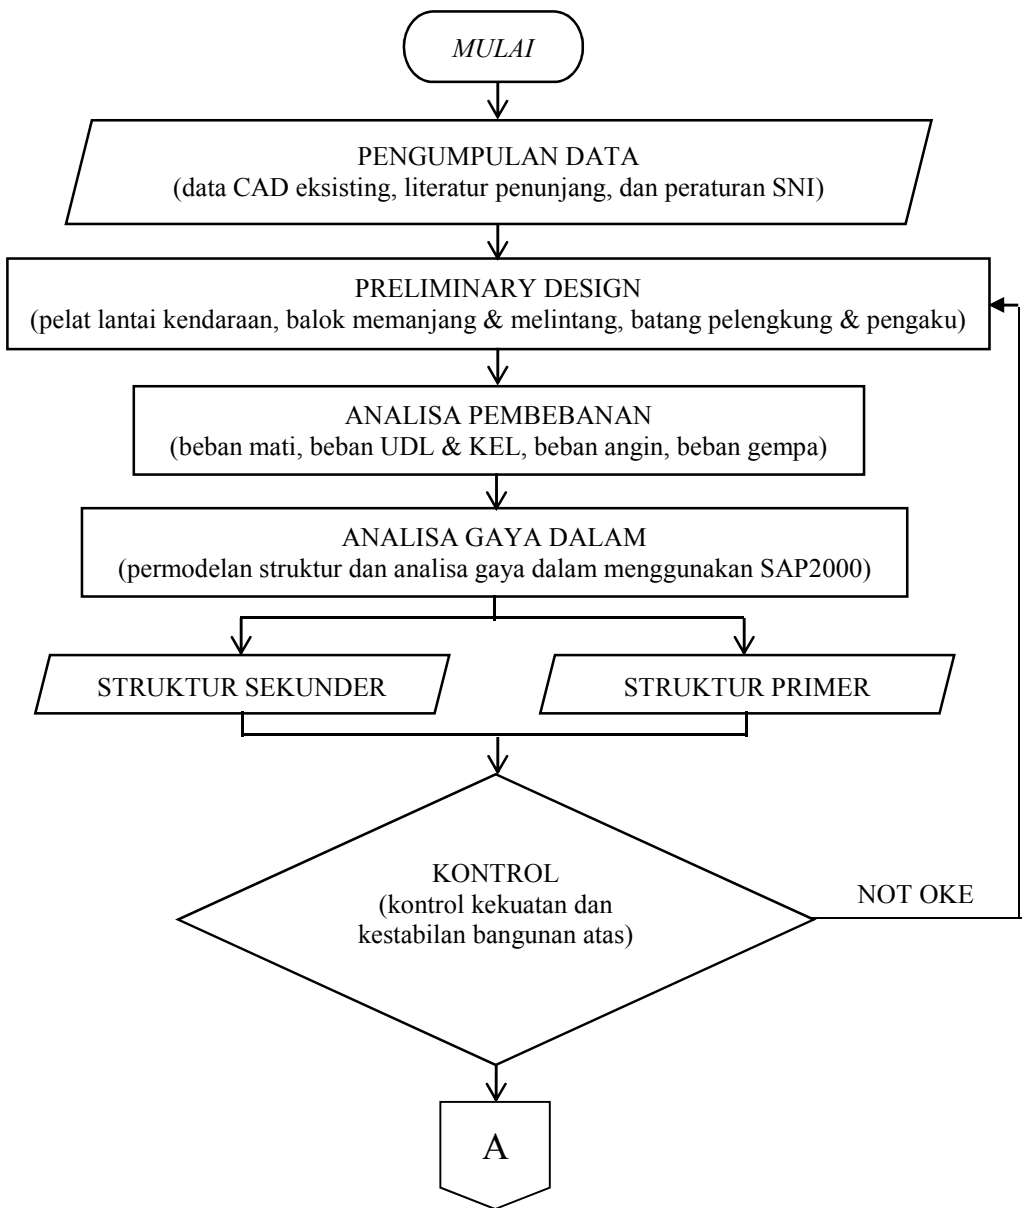 MULAI
PENGUMPULAN DATA
(data CAD eksisting, literatur penunjang, dan peraturan SNI)
PRELIMINARY DESIGN
(pelat lantai kendaraan, balok memanjang & melintang, batang pelengkung & pengaku)
ANALISA PEMBEBANAN
(beban mati, beban UDL & KEL, beban angin, beban gempa)
ANALISA GAYA DALAM
(permodelan struktur dan analisa gaya dalam menggunakan SAP2000)
STRUKTUR SEKUNDER
STRUKTUR PRIMER
KONTROL
(kontrol kekuatan dan
kestabilan bangunan atas)
NOT OKE
A